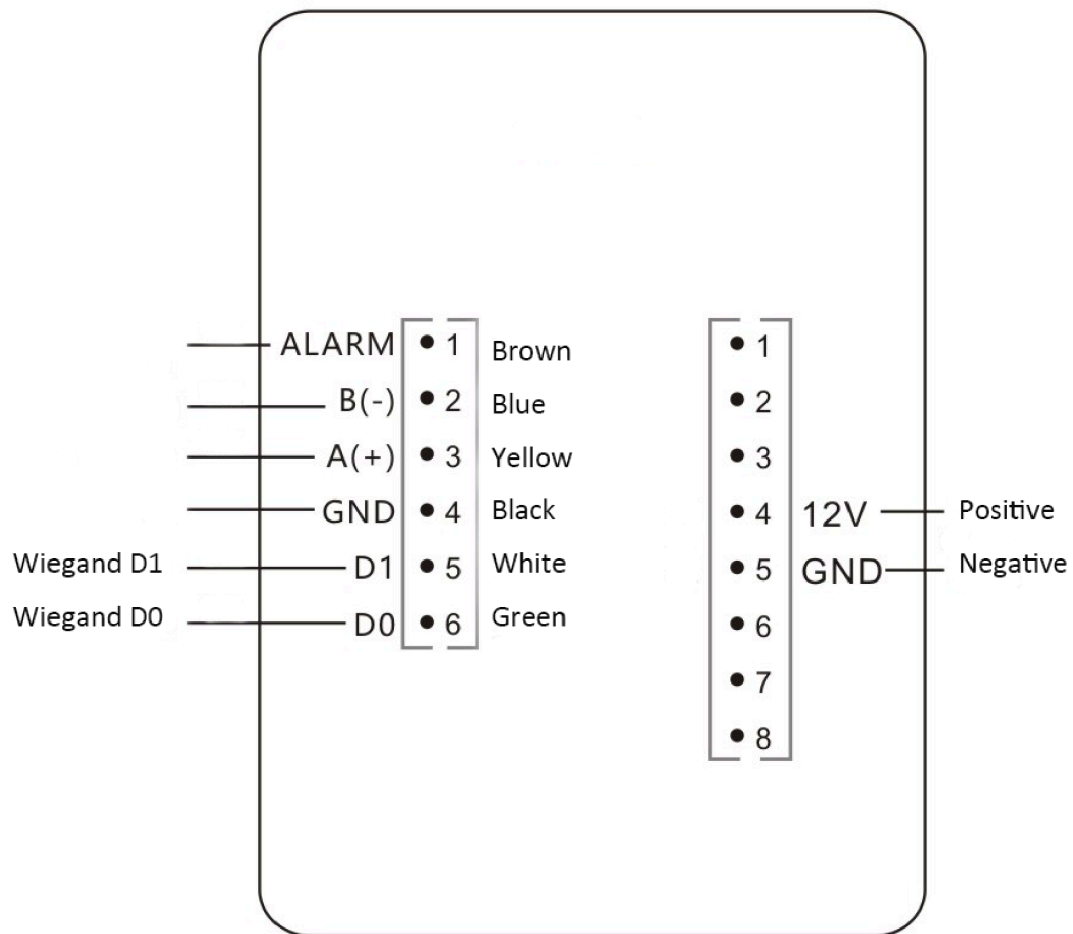 ALARM • 1 Brown
B(-) • 2 Blue
A(+) • 3 Yellow
GND • 4 Black
Wiegand D1 D1 • 5 White
Wiegand D0 D0 • 6 Green
• 1
• 2
• 3
• 4 12V Positive
• 5 GND Negative
• 6
• 7
• 8